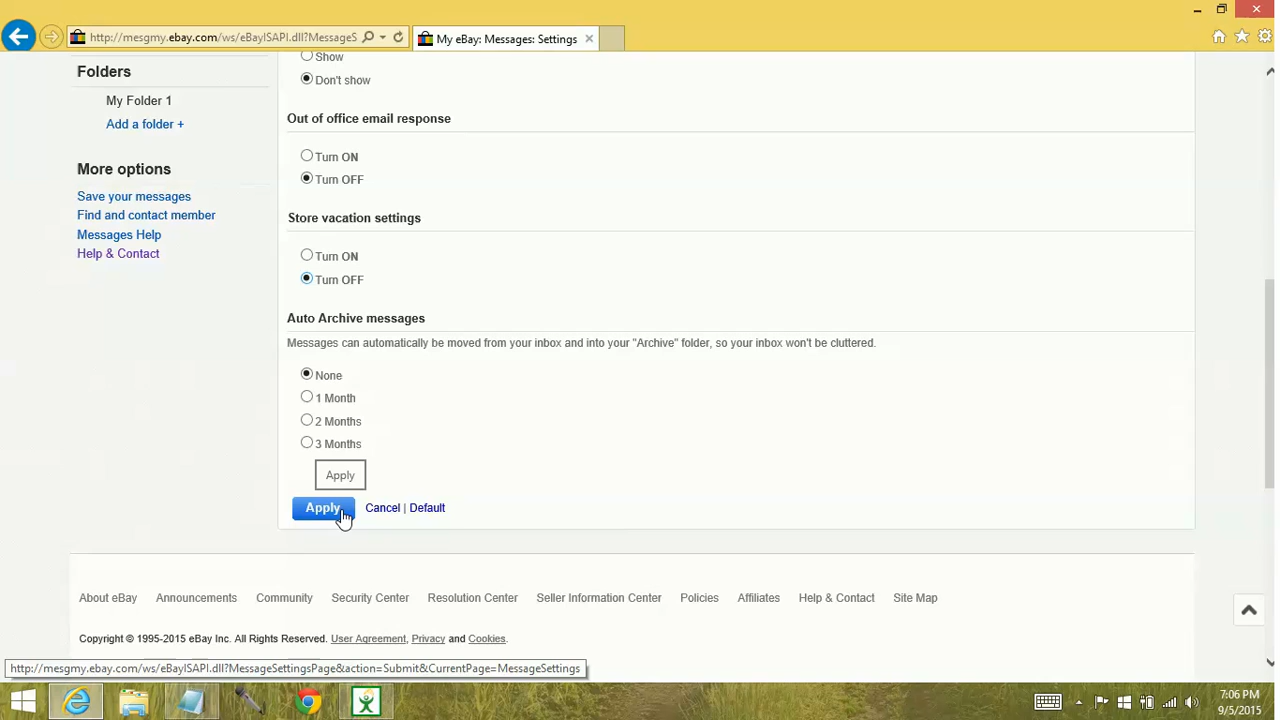 http://mesgmy.ebay.com/ws/eBayISAPI.dll?MessageS
My eBay: Messages: Settings
Folders
My Folder 1
Add a folder +
More options
Save your messages
Find and contact member
Messages Help
Help & Contact
Show
Don't show
Out of office email response
Turn ON
Turn OFF
Store vacation settings
Turn ON
Turn OFF
Auto Archive messages
Messages can automatically be moved from your inbox and into your "Archive" folder, so your inbox won't be cluttered.
None
1 Month
2 Months
3 Months
Apply
Apply Cancel | Default
About eBay Announcements Community Security Center Resolution Center Seller Information Center Policies Affiliates Help & Contact Site Map
Copyright © 1995-2015 eBay Inc. All Rights Reserved. User Agreement, Privacy and Cookies.
http://mesgmy.ebay.com/ws/eBayISAPI.dll?MessageSettingsPage&action=Submit&CurrentPage=MessageSettings
7:06 PM
9/5/2015